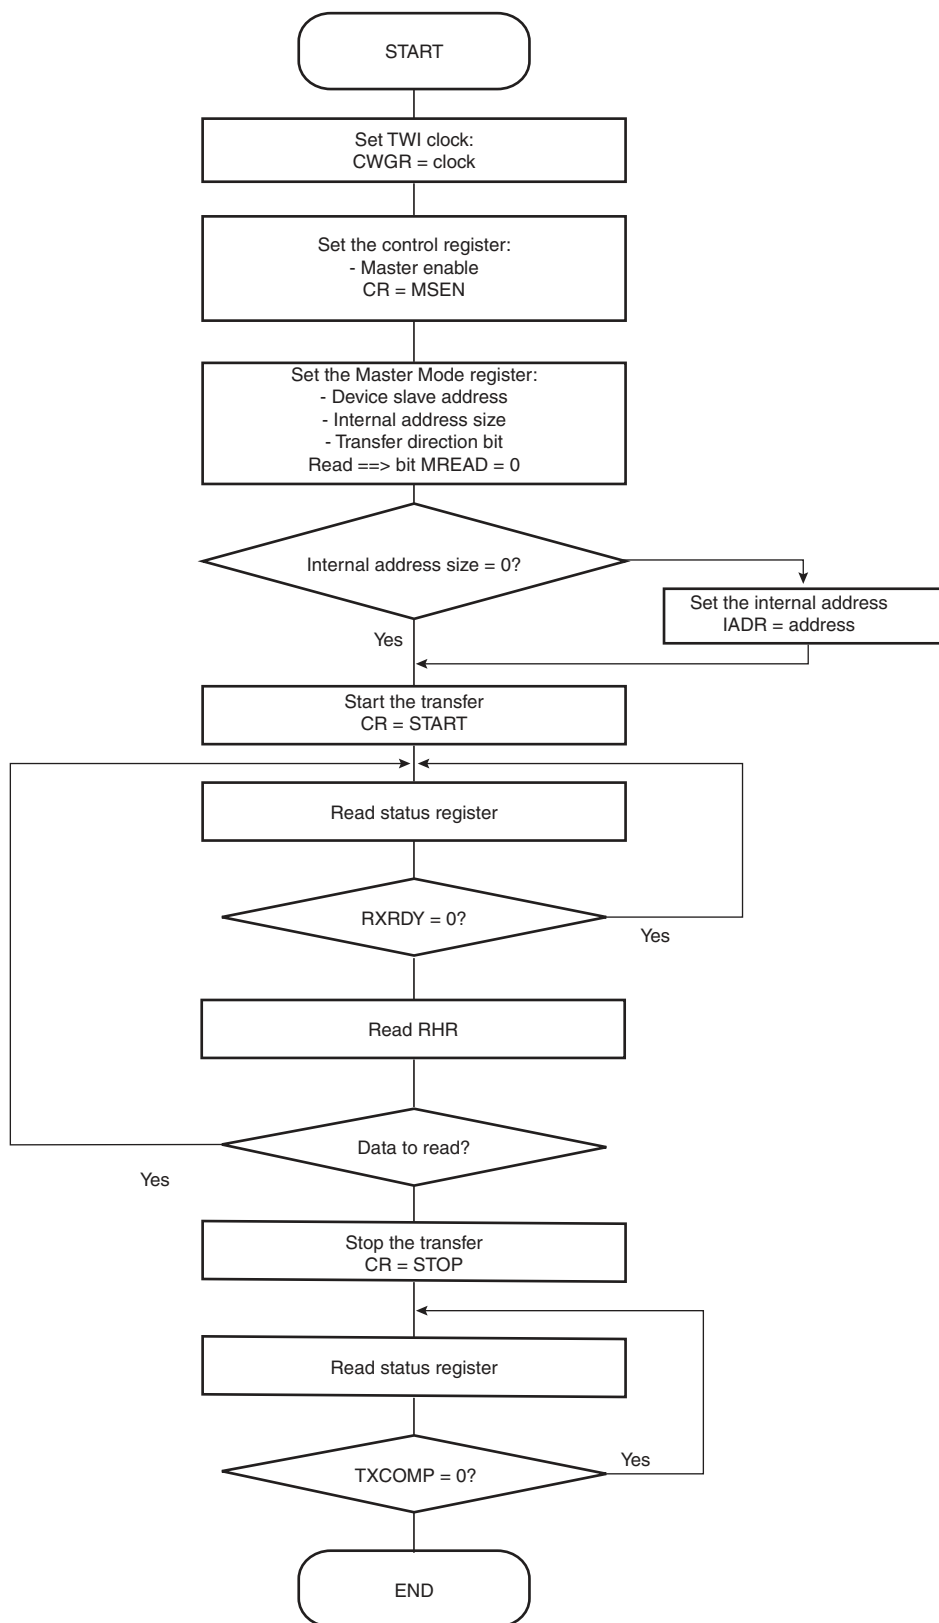 START
Set TWI clock:
CWGR = clock
Set the control register:
- Master enable
CR = MSEN
Set the Master Mode register:
- Device slave address
- Internal address size
- Transfer direction bit
Read ==> bit MREAD = 0
Internal address size = 0?
Set the internal address
IADR = address
Yes
Start the transfer
CR = START
Read status register
RXRDY = 0?
Yes
Read RHR
Data to read?
Yes
Stop the transfer
CR = STOP
Read status register
Yes
TXCOMP = 0?
END